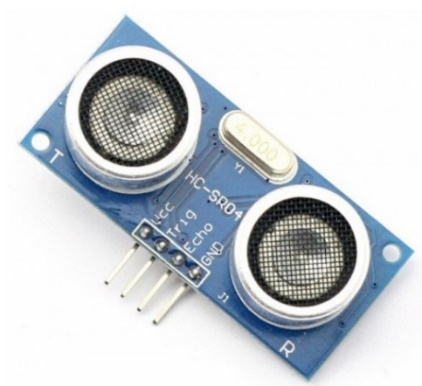 T
4.000
Y1
HC-SR04
Vcc
Trig
Echo
GND
J1
R